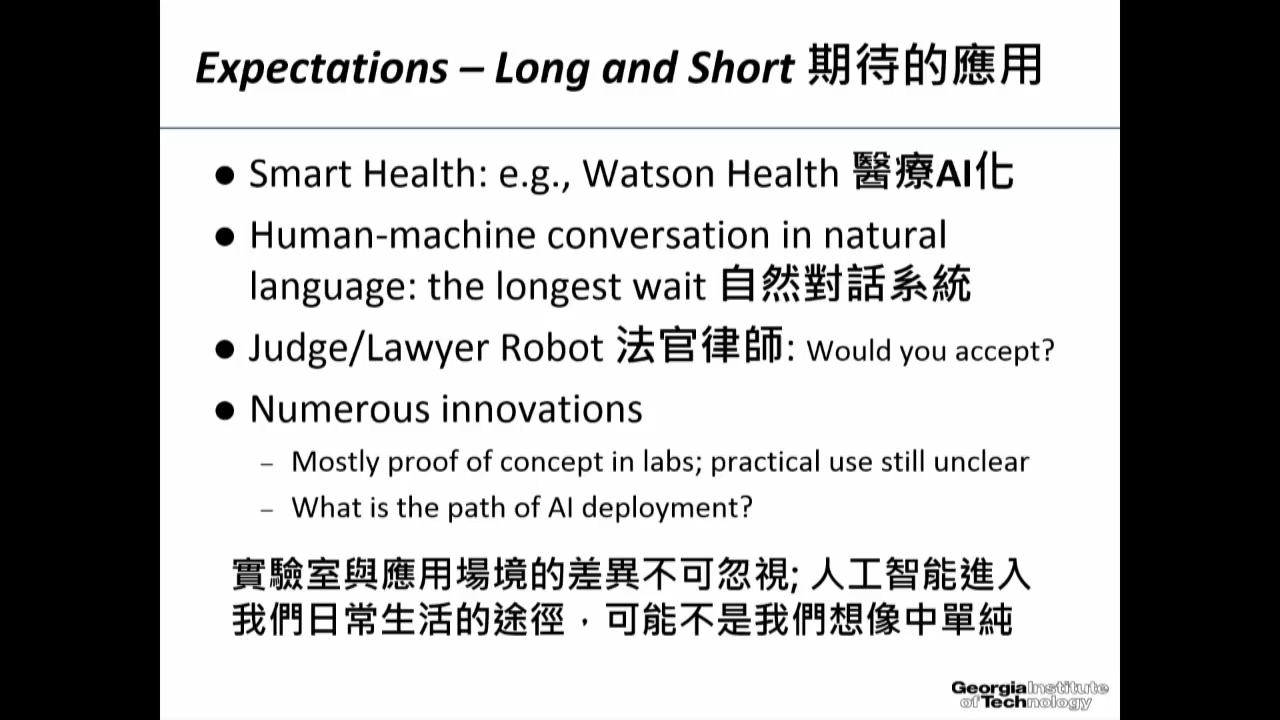 Expectations – Long and Short 期待的應用
● Smart Health: e.g., Watson Health 醫療AI化
● Human-machine conversation in natural
language: the longest wait 自然對話系統
● Judge/Lawyer Robot 法官律師: Would you accept?
● Numerous innovations
– Mostly proof of concept in labs; practical use still unclear
– What is the path of AI deployment?
實驗室與應用場境的差異不可忽視; 人工智能進入
我們日常生活的途徑，可能不是我們想像中單純
Georgia Institute
of Technology